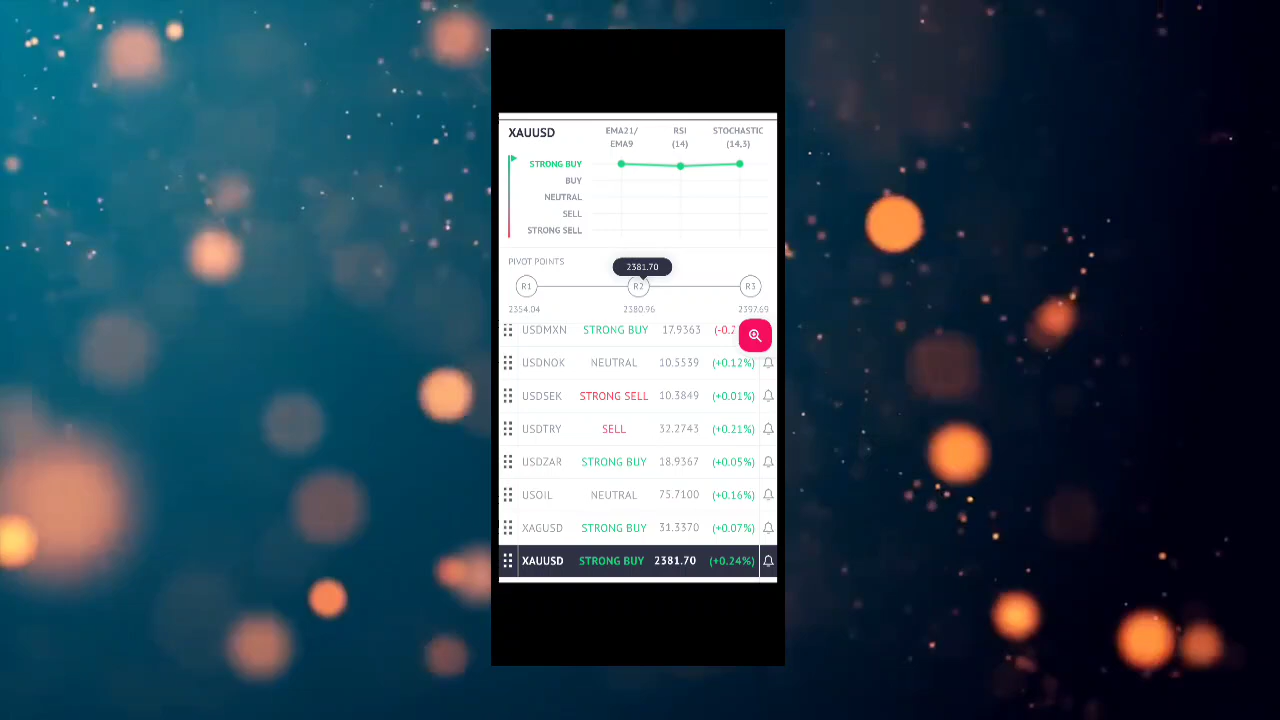 XAUUSD EMA21/ RSI STOCHASTIC
EMA9 (14) (14,3)
STRONG BUY
BUY
NEUTRAL
SELL
STRONG SELL
PIVOT POINTS
2381.70
R1 R2 R3
2354.04 2380.96 2397.69
USDMXN STRONG BUY 17.9363 (-0.2
USDNOK NEUTRAL 10.5539 (+0.12%)
USDSEK STRONG SELL 10.3849 (+0.01%)
USDTRY SELL 32.2743 (+0.21%)
USDZAR STRONG BUY 18.9367 (+0.05%)
USOIL NEUTRAL 75.7100 (+0.16%)
XAGUSD STRONG BUY 31.3370 (+0.07%)
XAUUSD STRONG BUY 2381.70 (+0.24%)